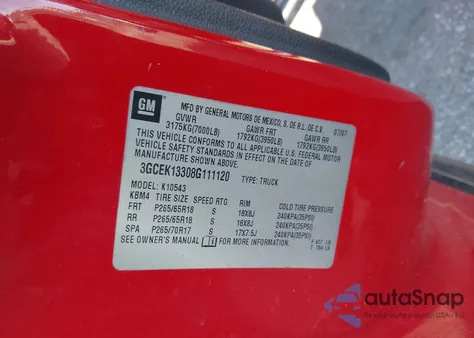 GM
MFD BY GENERAL MOTORS DE MEXICO, S. DE R.L. DE C.V. 07/07
GVWR GAWR FRT GAWR RR
3175KG(7000LB) 1792KG(3950LB) 1792KG(3950LB)
THIS VEHICLE CONFORMS TO ALL APPLICABLE U.S. FEDERAL MOTOR
VEHICLE SAFETY STANDARDS IN EFFECT ON THE DATE OF
MANUFACTURE SHOWN ABOVE.
3GCEK13308G111120 TYPE: TRUCK
MODEL: K10543
KBM4 TIRE SIZE SPEED RTG RIM COLD TIRE PRESSURE
FRT P265/65R18 S 18X8J 240KPA(35PSI)
RR P265/65R18 S 18X8J 240KPA(35PSI)
SPA P265/70R17 S 17X7.5J 240KPA(35PSI)
SEE OWNER'S MANUAL FOR MORE INFORMATION.
autoSnap